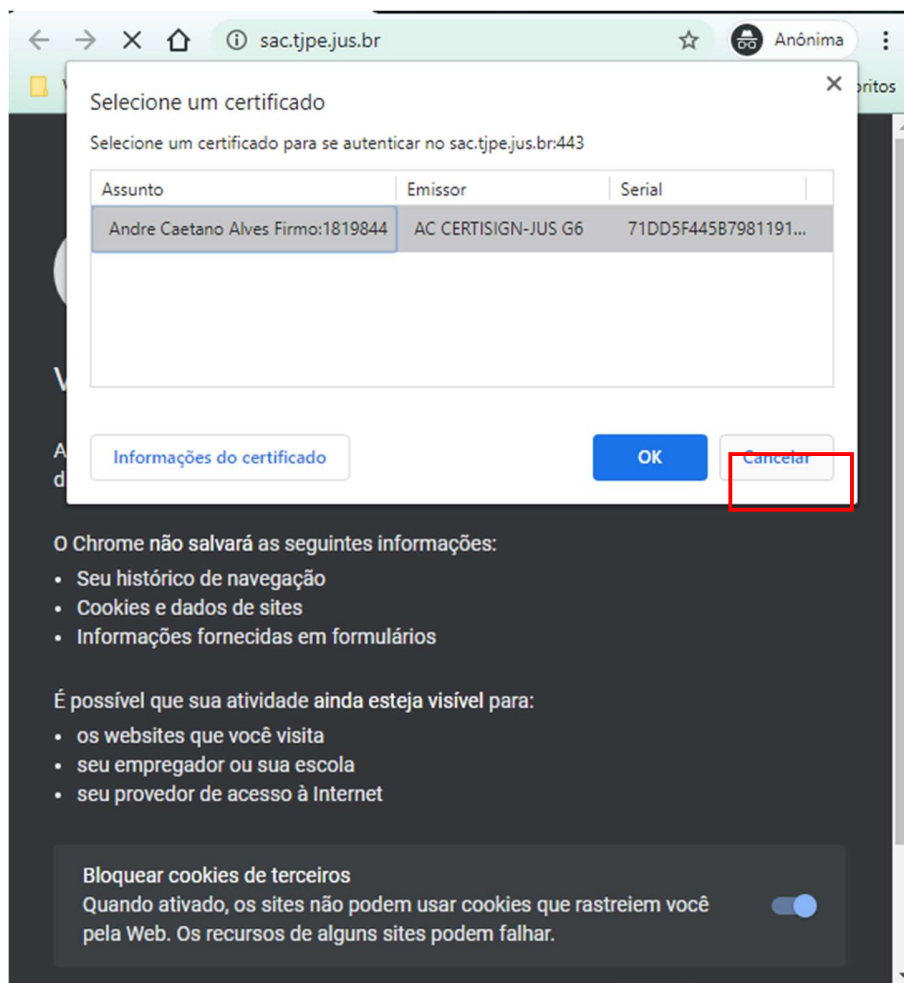 sac.tjpe.jus.br
Anônima
oritos
Selecione um certificado
Selecione um certificado para se autenticar no sac.tjpe.jus.br:443
Assunto Emissor Serial
Andre Caetano Alves Firmo:1819844 AC CERTISIGN-JUS G6 71DD5F445B7981191...
V
A
d
Informações do certificado OK Cancelar
O Chrome não salvará as seguintes informações:
• Seu histórico de navegação
• Cookies e dados de sites
• Informações fornecidas em formulários
É possível que sua atividade ainda esteja visível para:
• os websites que você visita
• seu empregador ou sua escola
• seu provedor de acesso à Internet
Bloquear cookies de terceiros
Quando ativado, os sites não podem usar cookies que rastreiem você
pela Web. Os recursos de alguns sites podem falhar.